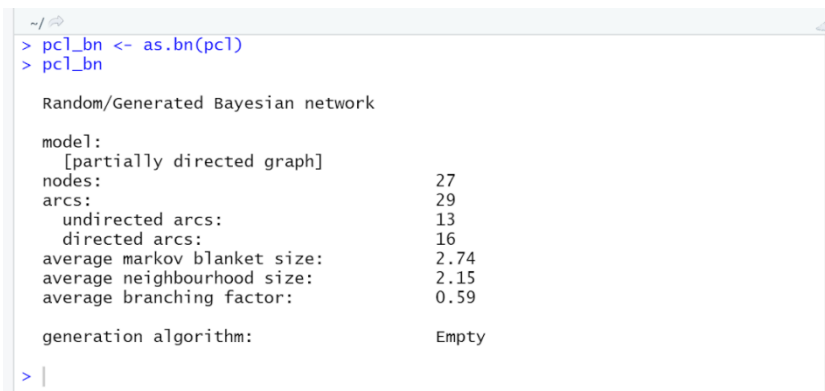 ~/
> pcl_bn <- as.bn(pcl)
> pcl_bn
Random/Generated Bayesian network
model:
[partially directed graph]
nodes: 27
arcs: 29
undirected arcs: 13
directed arcs: 16
average markov blanket size: 2.74
average neighbourhood size: 2.15
average branching factor: 0.59
generation algorithm: Empty
>